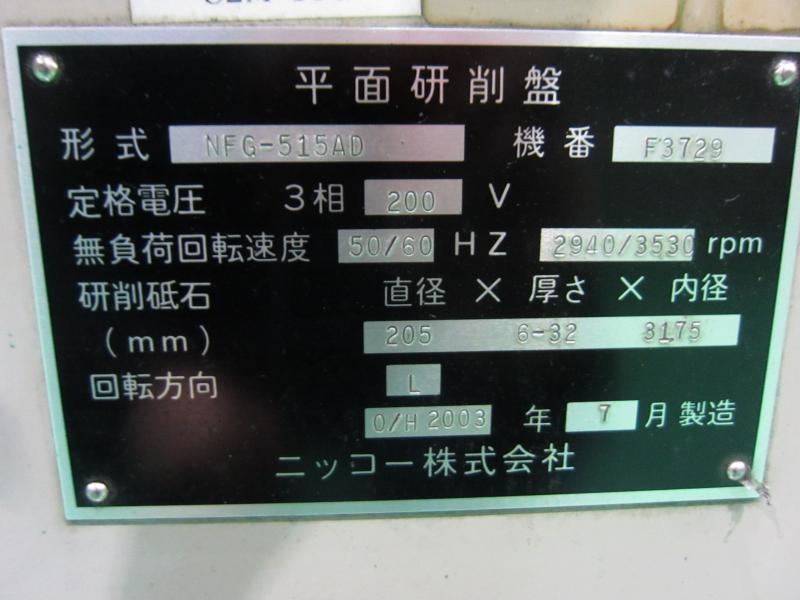 平面研削盤
形式 NFG-515AD 機番 F3729
定格電圧 3相 200 V
無負荷回転速度 50/60 HZ 2940/3530 rpm
研削砥石 直径 × 厚さ × 内径
(mm) 205 6-32 3175
回転方向 L
O/H 2003 年 7 月製造
ニッコー株式会社